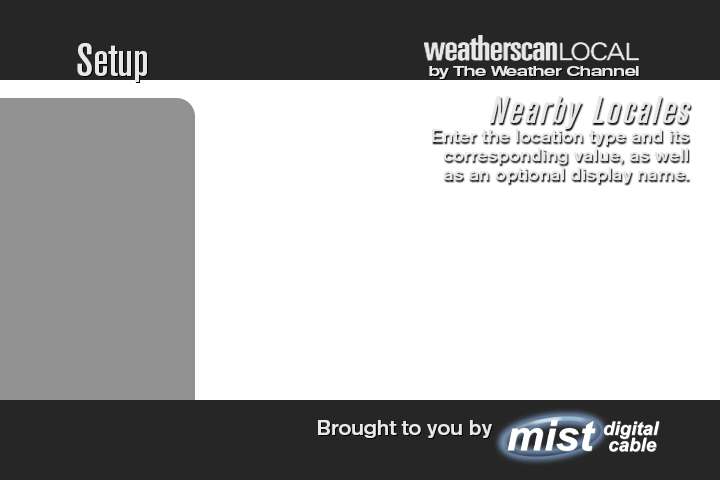 Setup
weatherscanLOCAL
by The Weather Channel
Nearby Locales
Enter the location type and its
corresponding value, as well
as an optional display name.
Brought to you by mist digital
cable